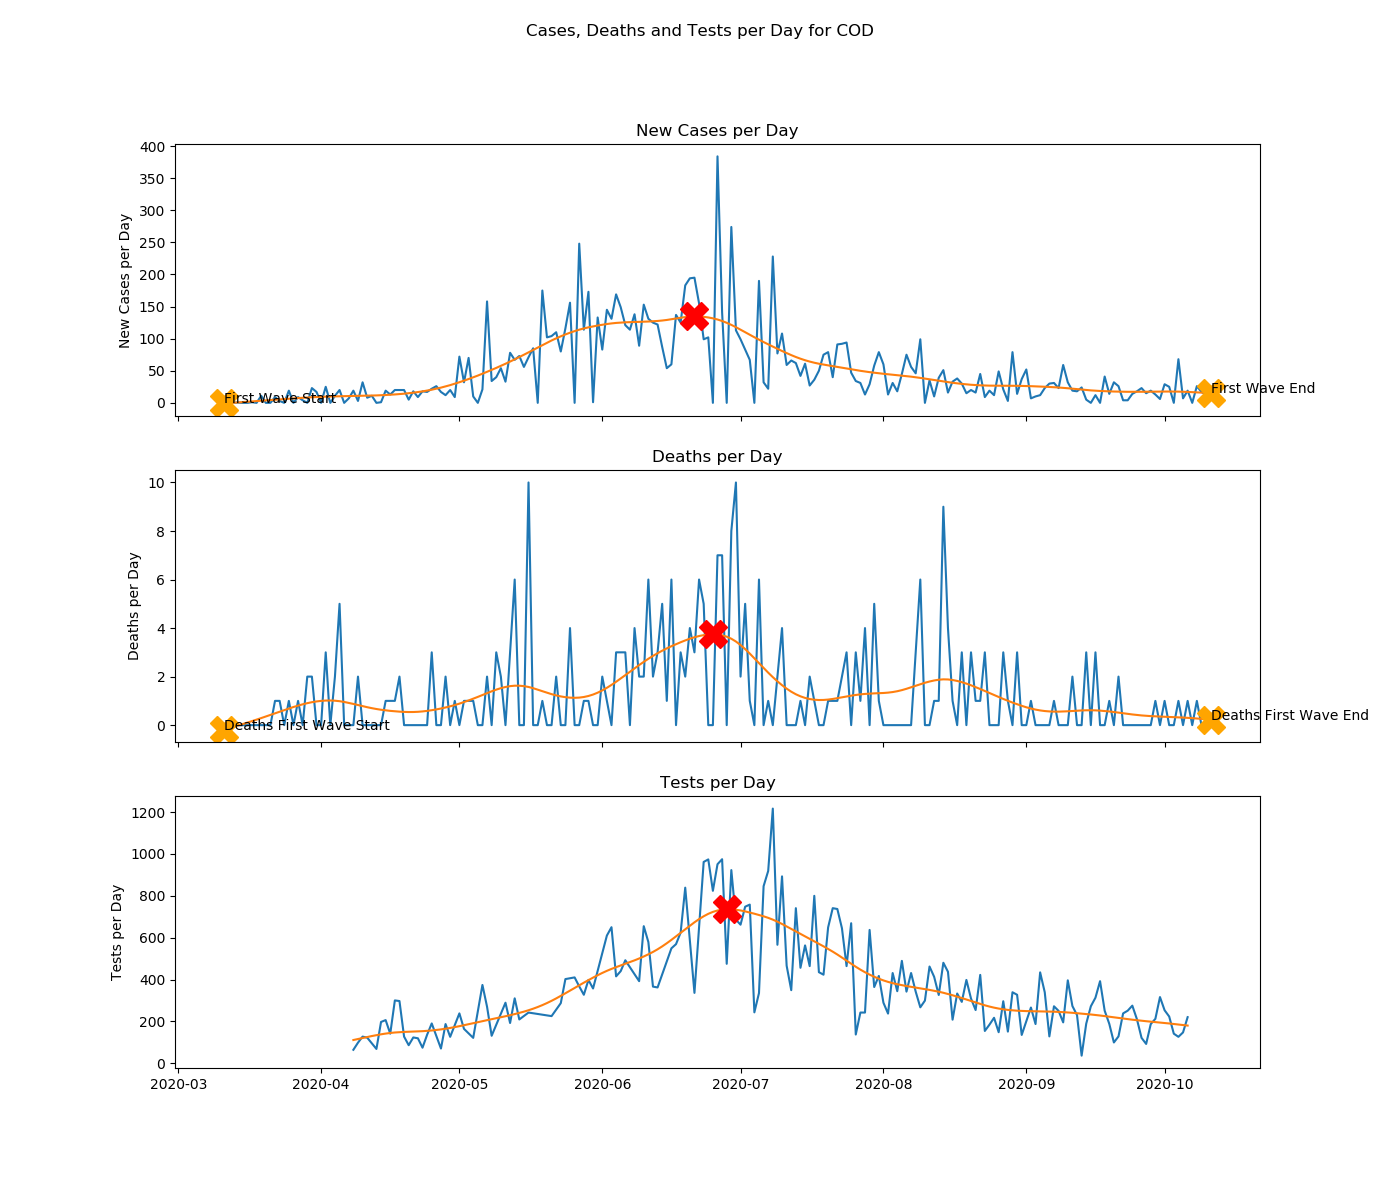 Cases, Deaths and Tests per Day for COD
New Cases per Day
400
350
300
250
200
150
100
50
0
New Cases per Day
First Wave Start
First Wave End
Deaths per Day
10
8
6
4
2
0
Deaths per Day
Deaths First Wave Start
Deaths First Wave End
Tests per Day
1200
1000
800
600
400
200
0
Tests per Day
2020-03 2020-04 2020-05 2020-06 2020-07 2020-08 2020-09 2020-10